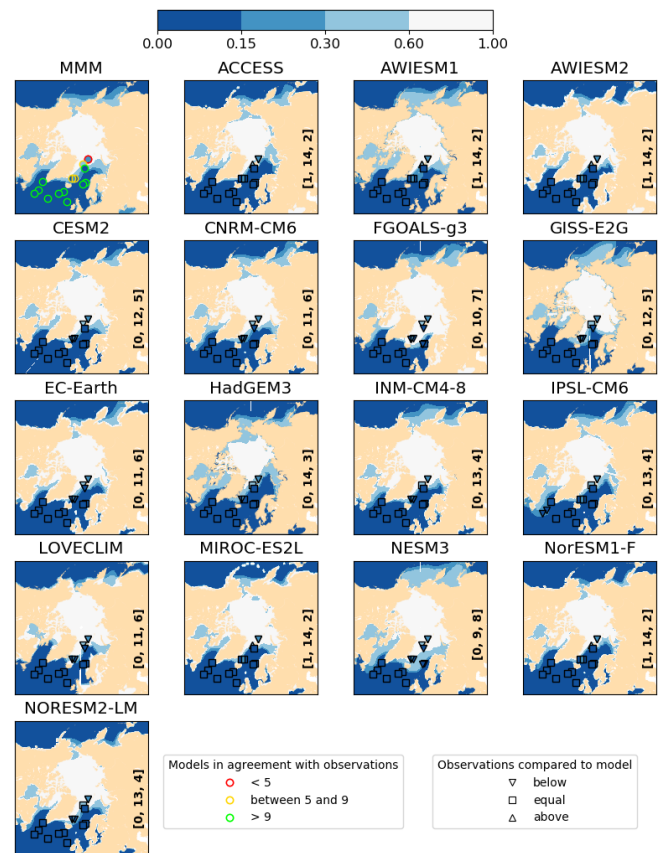 0.00 0.15 0.30 0.60 1.00
MMM ACCESS AWIESM1 AWIESM2
[1, 14, 2] [1, 14, 2] [1, 14, 2]
CESM2 CNRM-CM6 FGOALS-g3 GISS-E2G
[0, 12, 5] [0, 11, 6] [0, 10, 7] [0, 12, 5]
EC-Earth HadGEM3 INM-CM4-8 IPSL-CM6
[0, 11, 6] [0, 14, 3] [0, 13, 4] [0, 13, 4]
LOVECLIM MIROC-ES2L NESM3 NorESM1-F
[0, 11, 6] [1, 14, 2] [0, 9, 8] [1, 14, 2]
NORESM2-LM
[0, 13, 4]
Models in agreement with observations
< 5
between 5 and 9
> 9
Observations compared to model
below
equal
above